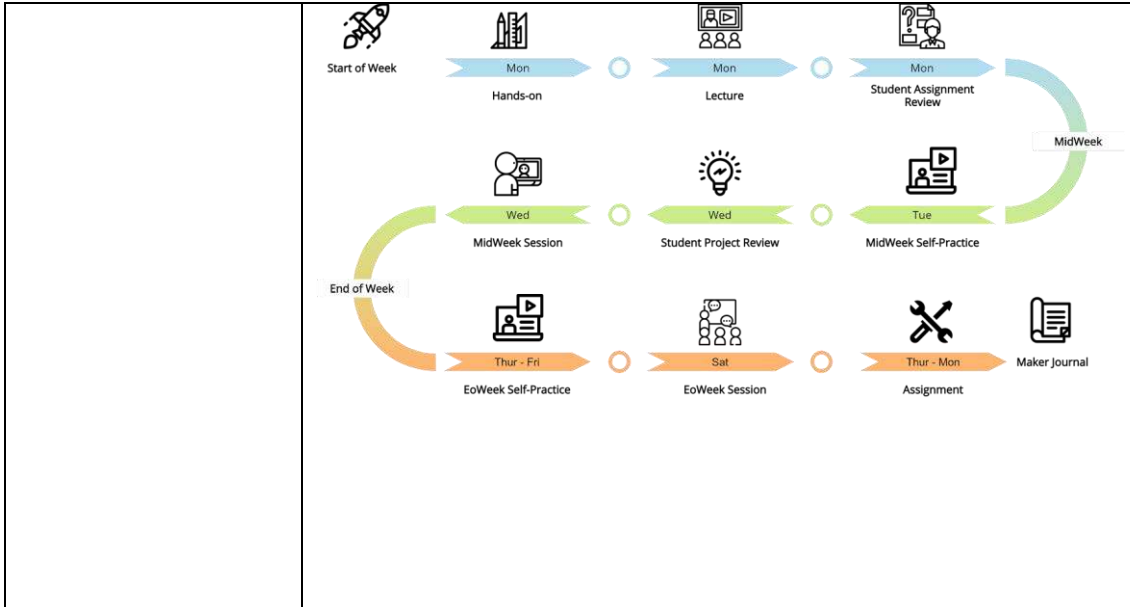 Start of Week
Mon
Hands-on
Mon
Lecture
Mon
Student Assignment
Review
MidWeek
Tue
MidWeek Self-Practice
Wed
Student Project Review
Wed
MidWeek Session
End of Week
Thur - Fri
EoWeek Self-Practice
Sat
EoWeek Session
Thur - Mon
Assignment
Maker Journal